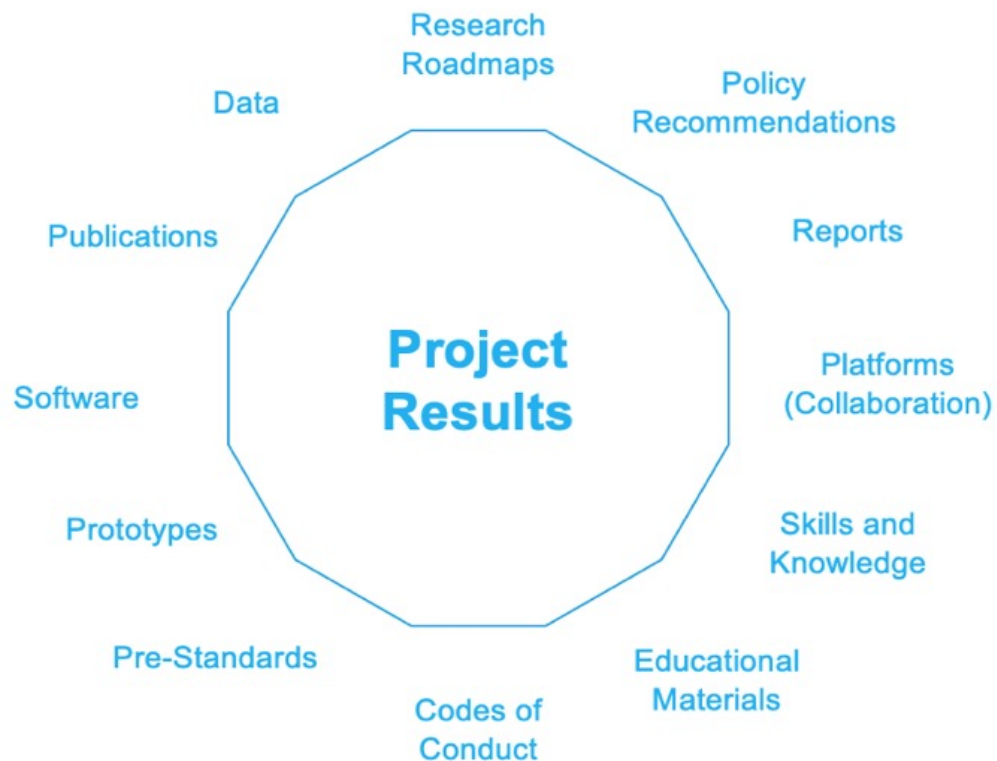 Research
Roadmaps
Policy
Recommendations
Data
Reports
Publications
Project
Results
Platforms
(Collaboration)
Software
Skills and
Knowledge
Prototypes
Educational
Materials
Pre-Standards
Codes of
Conduct